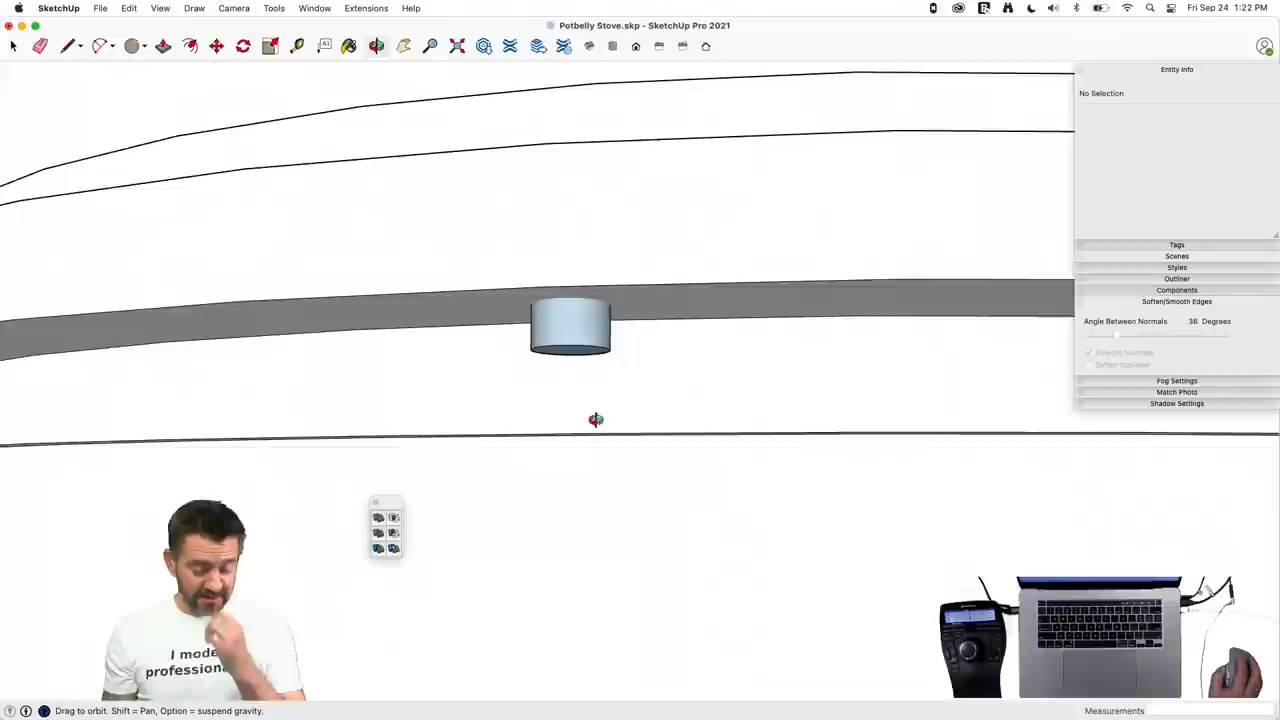 SketchUp File Edit View Draw Camera Tools Window Extensions Help Fri Sep 24 1:22 PM
Potbelly Stove.skp - SketchUp Pro 2021
Entity Info
No Selection
Tags
Scenes
Styles
Outliner
Components
Soften/Smooth Edges
Angle Between Normals 36 Degrees
Smooth Normals
Soften coplanar
Fog Settings
Match Photo
Shadow Settings
I mode
professiona
Drag to orbit. Shift = Pan, Option = suspend gravity. Measurements